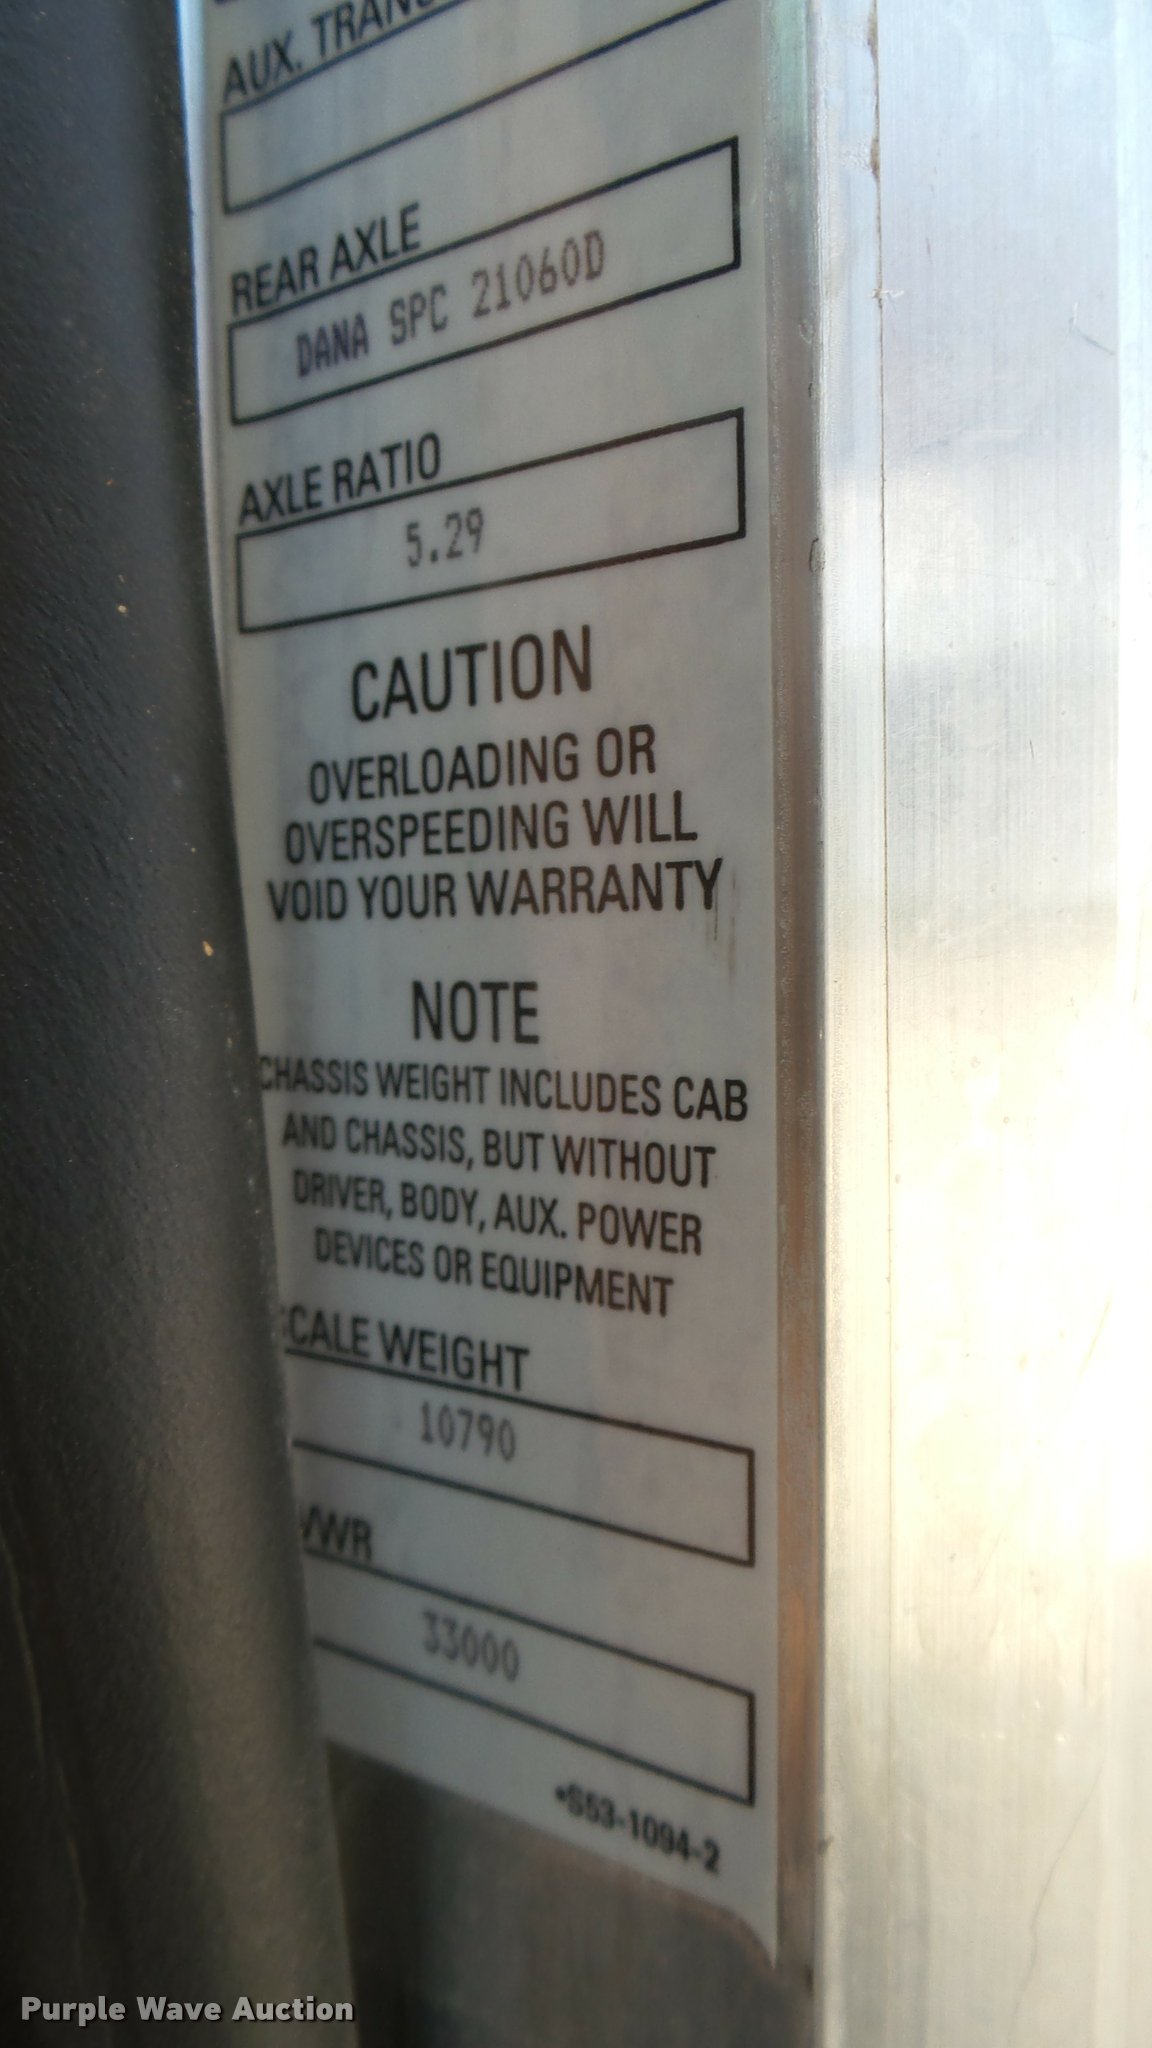 AUX.
REAR AXLE
DANA SPC 21060D
AXLE RATIO
5.29
CAUTION
OVERLOADING OR
OVERSPEEDING WILL
VOID YOUR WARRANTY
NOTE
CHASSIS WEIGHT INCLUDES CAB
AND CHASSIS, BUT WITHOUT
DRIVER, BODY, AUX. POWER
DEVICES OR EQUIPMENT
SCALE WEIGHT
10790
VWR
33000
•S53-1094-2
Purple Wave Auction